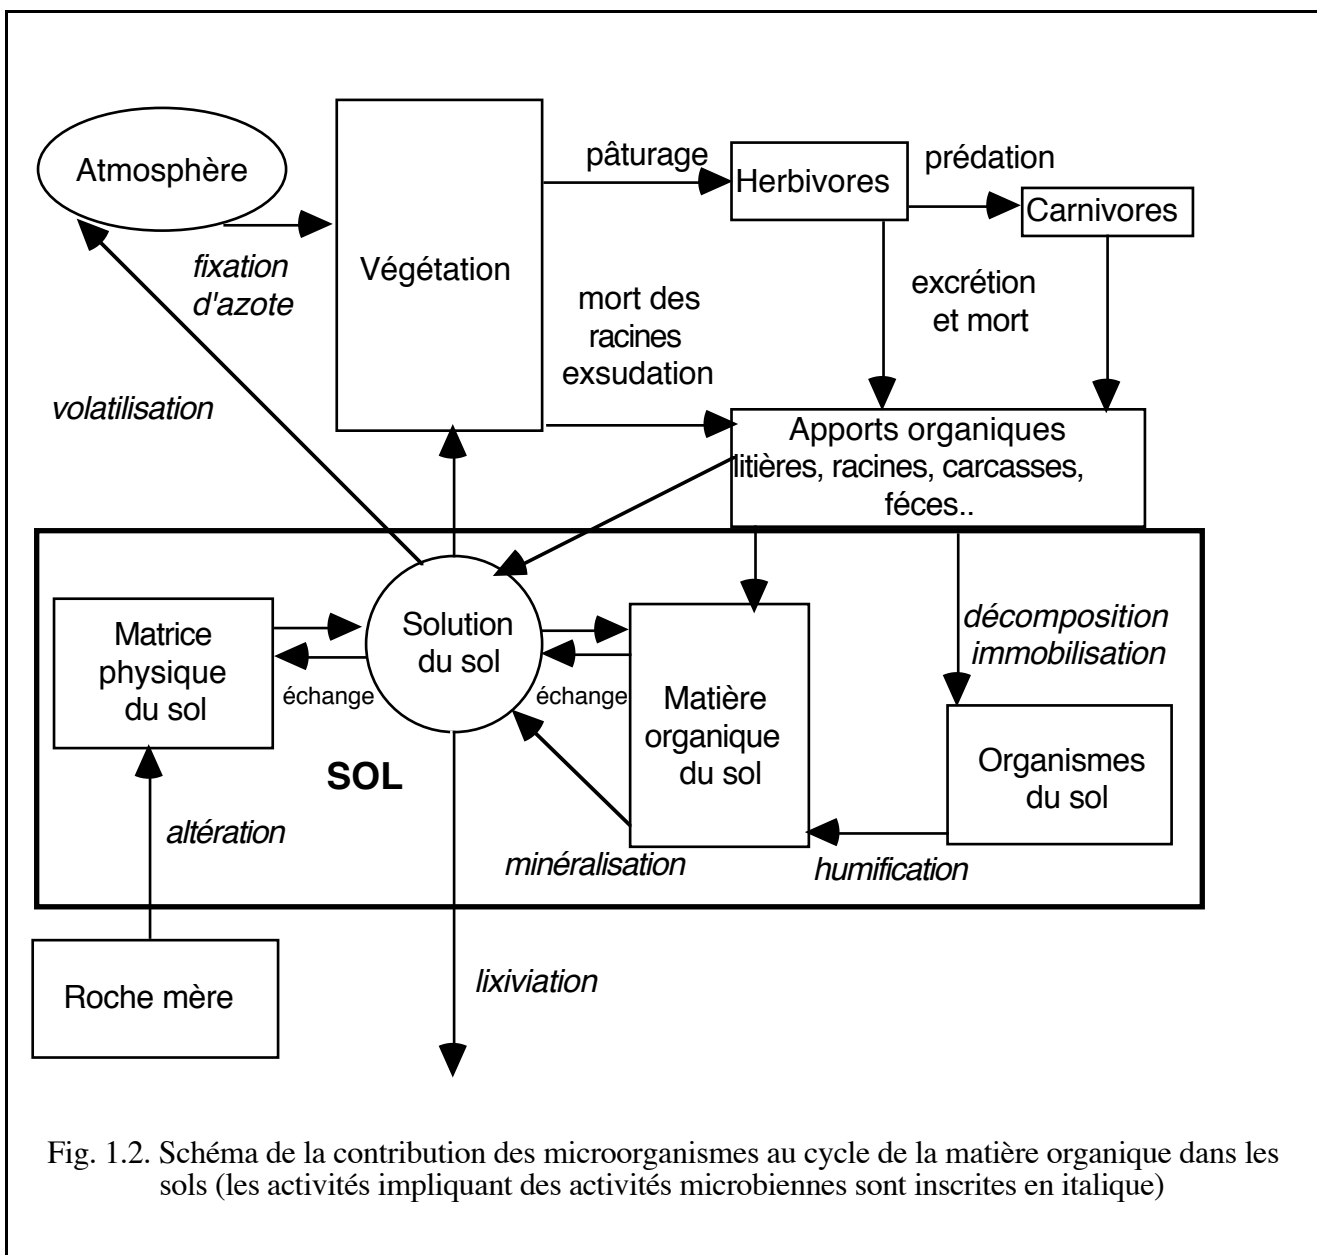 Atmosphère
fixation
d'azote
volatilisation
Végétation
pâturage
Herbivores
prédation
Carnivores
mort des
racines
exsudation
excrétion
et mort
Apports organiques
litières, racines, carcasses,
féces..
Matrice
physique
du sol
échange
Solution
du sol
échange
Matière
organique
du sol
décomposition
immobilisation
Organismes
du sol
SOL
altération
minéralisation
humification
Roche mère
lixiviation
Fig. 1.2. Schéma de la contribution des microorganismes au cycle de la matière organique dans les
sols (les activités impliquant des activités microbiennes sont inscrites en italique)